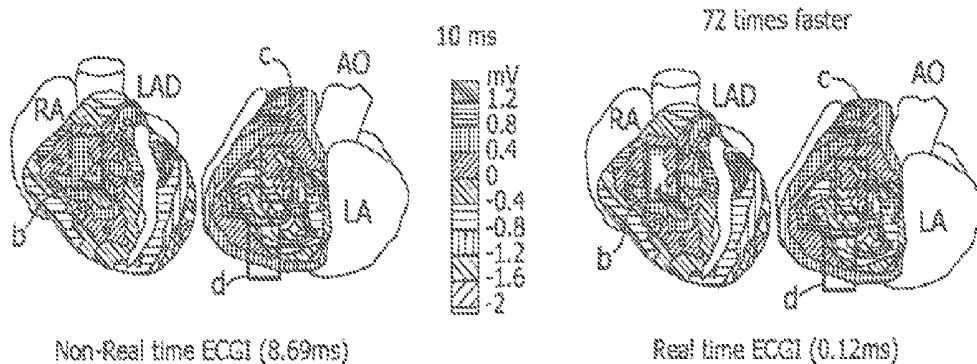 72 times faster
10 ms
RA
LAD
c
AO
LA
b
d
mV
1.2
0.8
0.4
0
-0.4
-0.8
-1.2
-1.6
-2
RA
LAD
c
AO
LA
b
d
Non-Real time ECGI (8.69ms)
Real time ECGI (0.12ms)